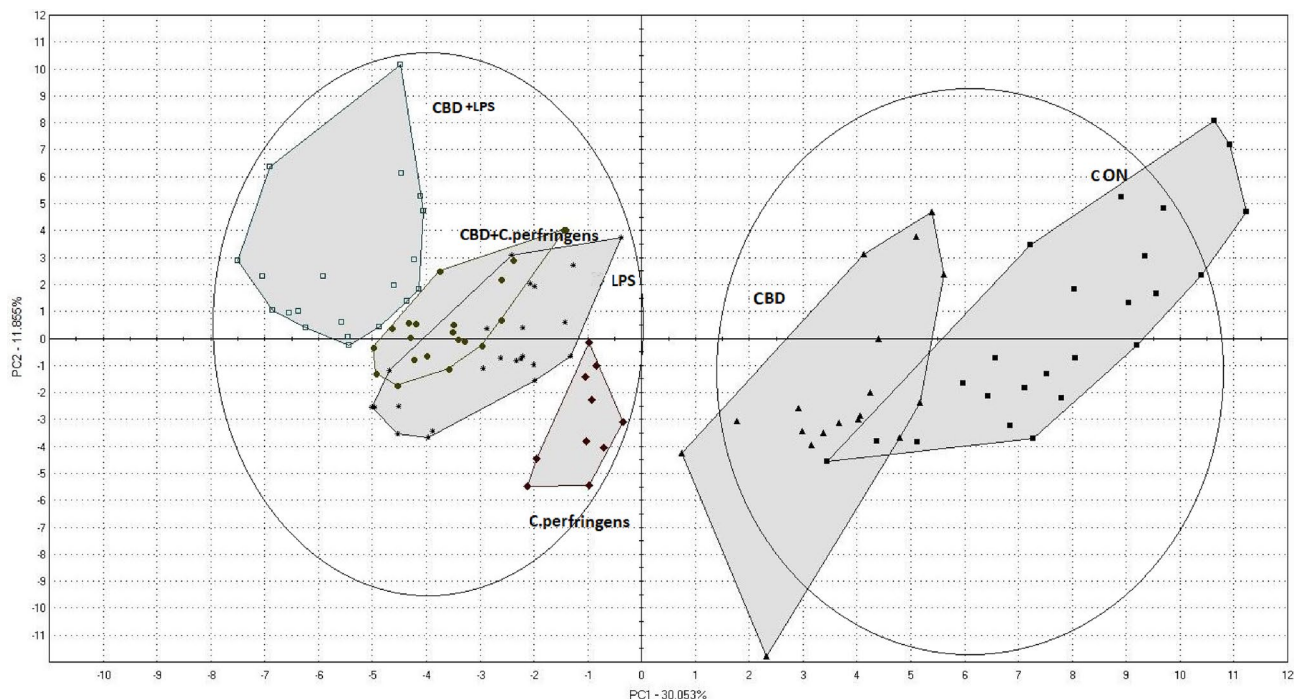 12
11
10
9
8
7
6
5
4
3
2
1
0
-1
-2
-3
-4
-5
-6
-7
-8
-9
-10
-11
PC2 - 11.855%
CBD +LPS
CON
CBD+C.perfringens
LPS
CBD
C.perfringens
-10 -9 -8 -7 -6 -5 -4 -3 -2 -1 0 1 2 3 4 5 6 7 8 9 10 11 12
PC1 - 30.053%